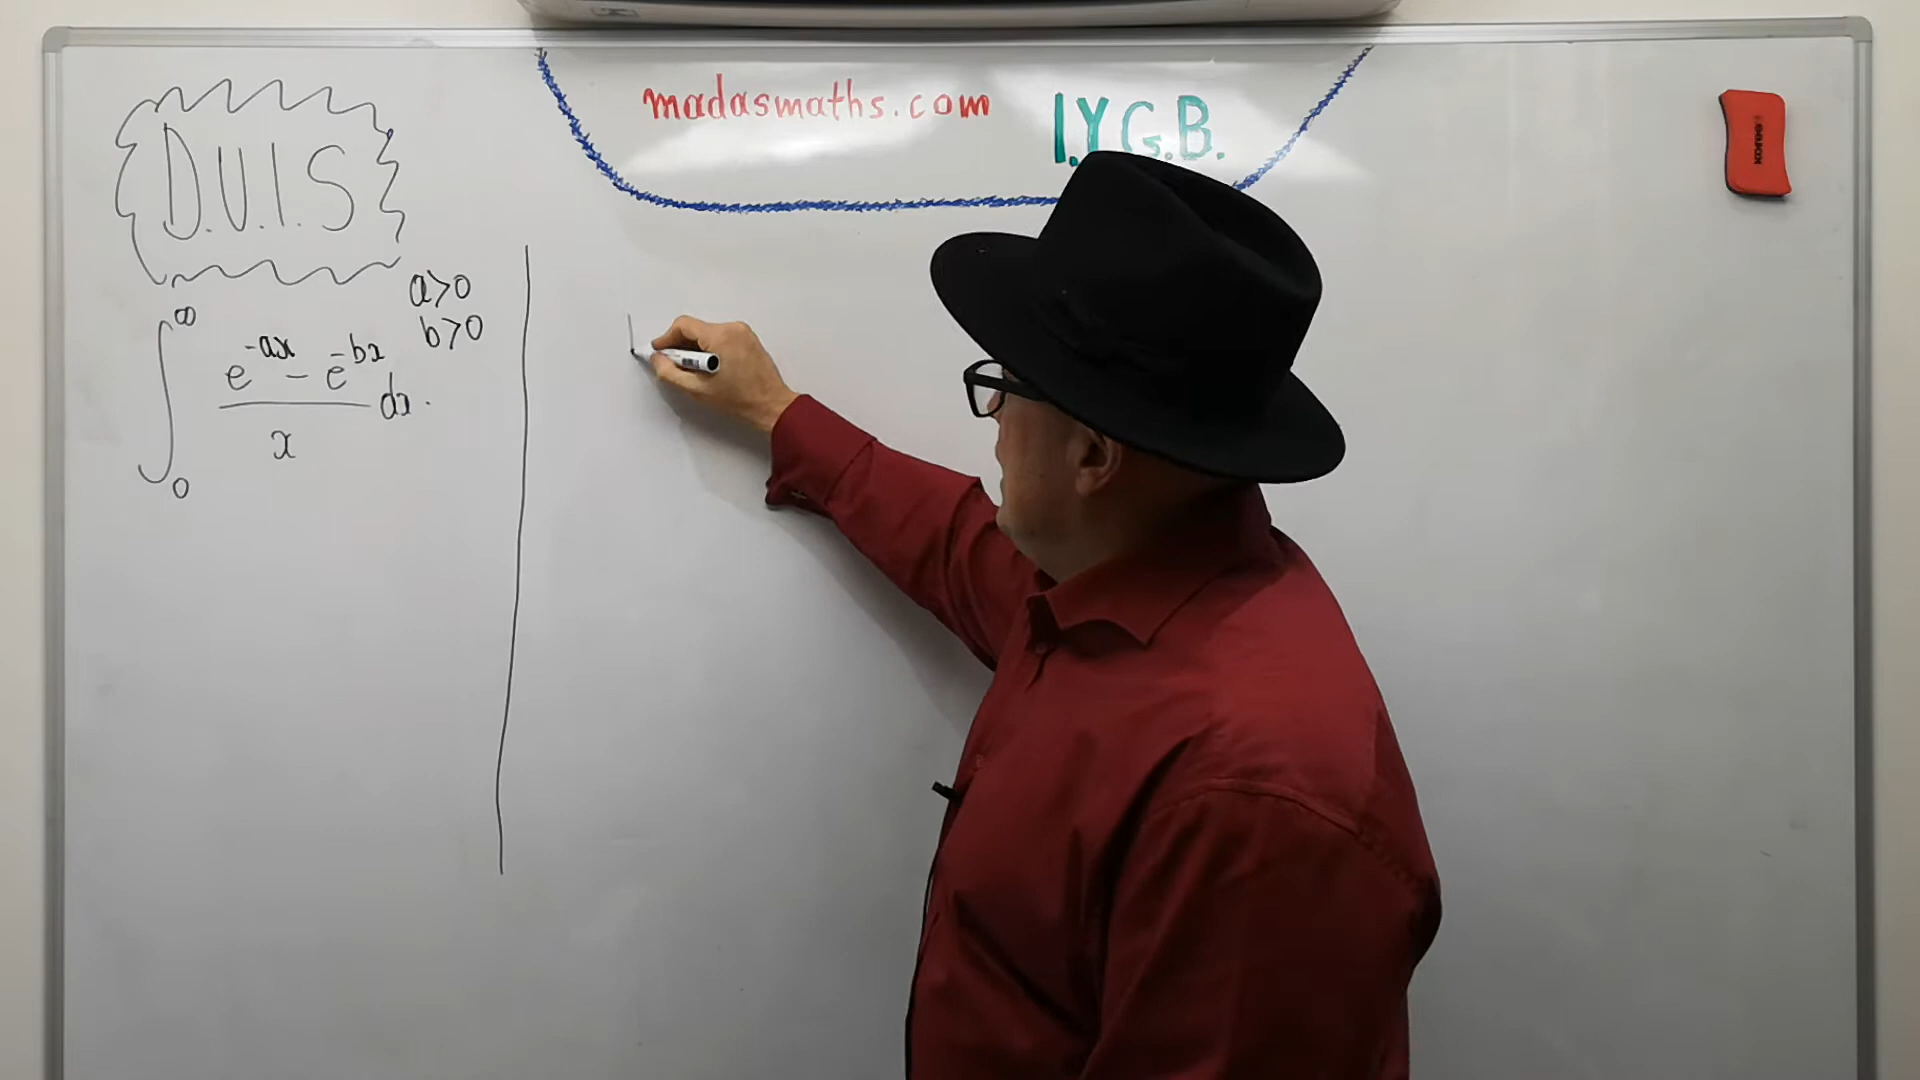 madasmaths.com
I.Y.G.B.
D.U.I.S
∫₀^∞ (e^{-ax} - e^{-bx})/x dx.
a>0
b>0